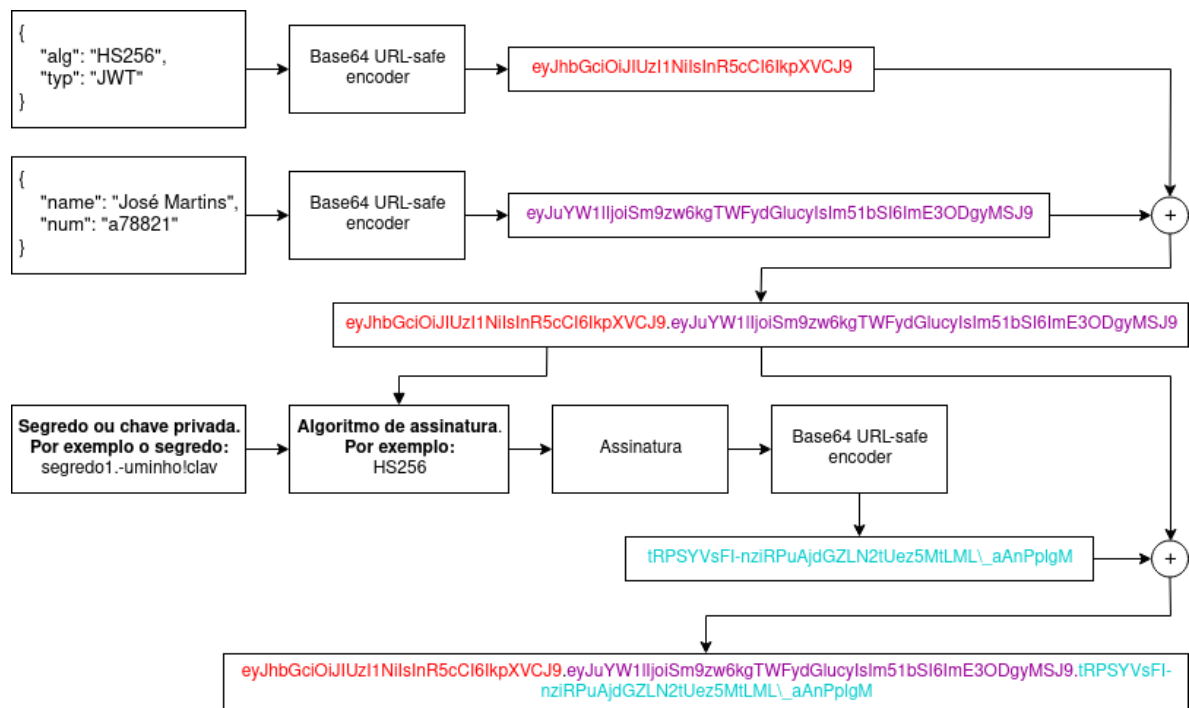 {
"alg": "HS256",
"typ": "JWT"
}
Base64 URL-safe
encoder
eyJhbGciOiJIUzI1NiIsInR5cCI6IkpXVCJ9
{
"name": "José Martins",
"num": "a78821"
}
Base64 URL-safe
encoder
eyJuYW1lIjoiSm9zw6kgTWFydGlucyIsIm51bSI6ImE3ODgyMSJ9
+
eyJhbGciOiJIUzI1NiIsInR5cCI6IkpXVCJ9.eyJuYW1lIjoiSm9zw6kgTWFydGlucyIsIm51bSI6ImE3ODgyMSJ9
Segredo ou chave privada.
Por exemplo o segredo:
segredo1.-uminho!clav
Algoritmo de assinatura.
Por exemplo:
HS256
Assinatura
Base64 URL-safe
encoder
tRPSYVsFI-nziRPuAjdGZLN2tUez5MtLML\_aAnPplgM
+
eyJhbGciOiJIUzI1NiIsInR5cCI6IkpXVCJ9.eyJuYW1lIjoiSm9zw6kgTWFydGlucyIsIm51bSI6ImE3ODgyMSJ9.tRPSYVsFI-
nziRPuAjdGZLN2tUez5MtLML\_aAnPplgM